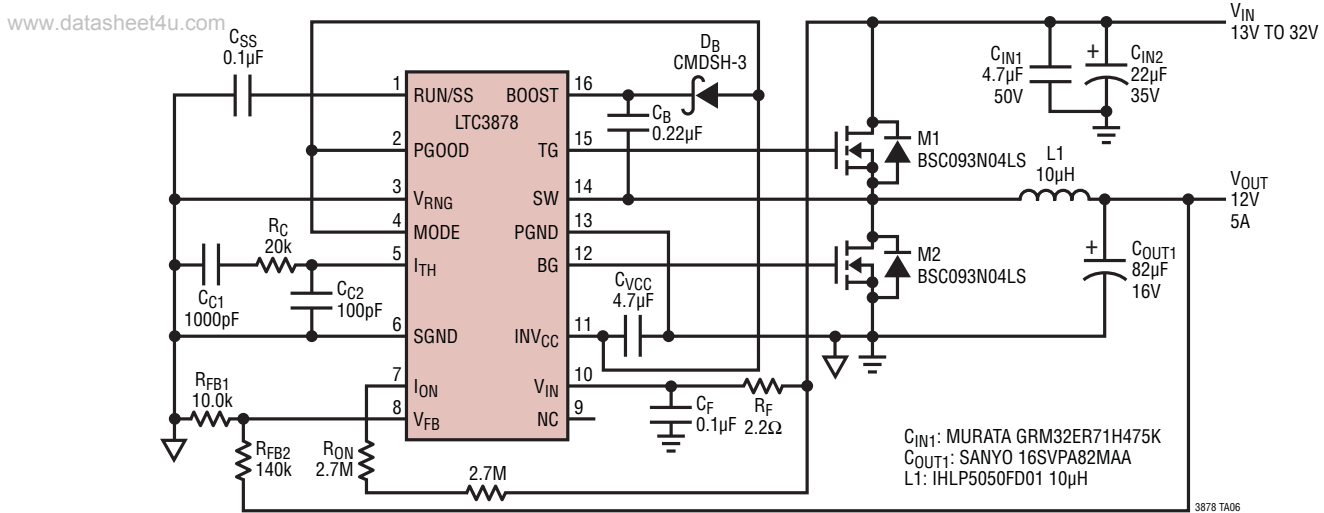 www.datasheet4u.com
CSS
0.1µF
DB
CMDSH-3
VIN
13V TO 32V
CIN1
4.7µF
50V
+
CIN2
22µF
35V
1
RUN/SS
BOOST
16
LTC3878
CB
0.22µF
2
PGOOD
TG
15
M1
BSC093N04LS
L1
10µH
3
VRNG
SW
14
VOUT
12V
5A
4
MODE
PGND
13
RC
20k
5
ITH
BG
12
M2
BSC093N04LS
+
COUT1
82µF
16V
CC1
1000pF
CC2
100pF
CVCC
4.7µF
6
SGND
INVCC
11
RFB1
10.0k
7
ION
VIN
10
8
VFB
NC
9
CF
0.1µF
RF
2.2Ω
RFB2
140k
RON
2.7M
2.7M
CIN1: MURATA GRM32ER71H475K
COUT1: SANYO 16SVPA82MAA
L1: IHLP5050FD01 10µH
3878 TA06